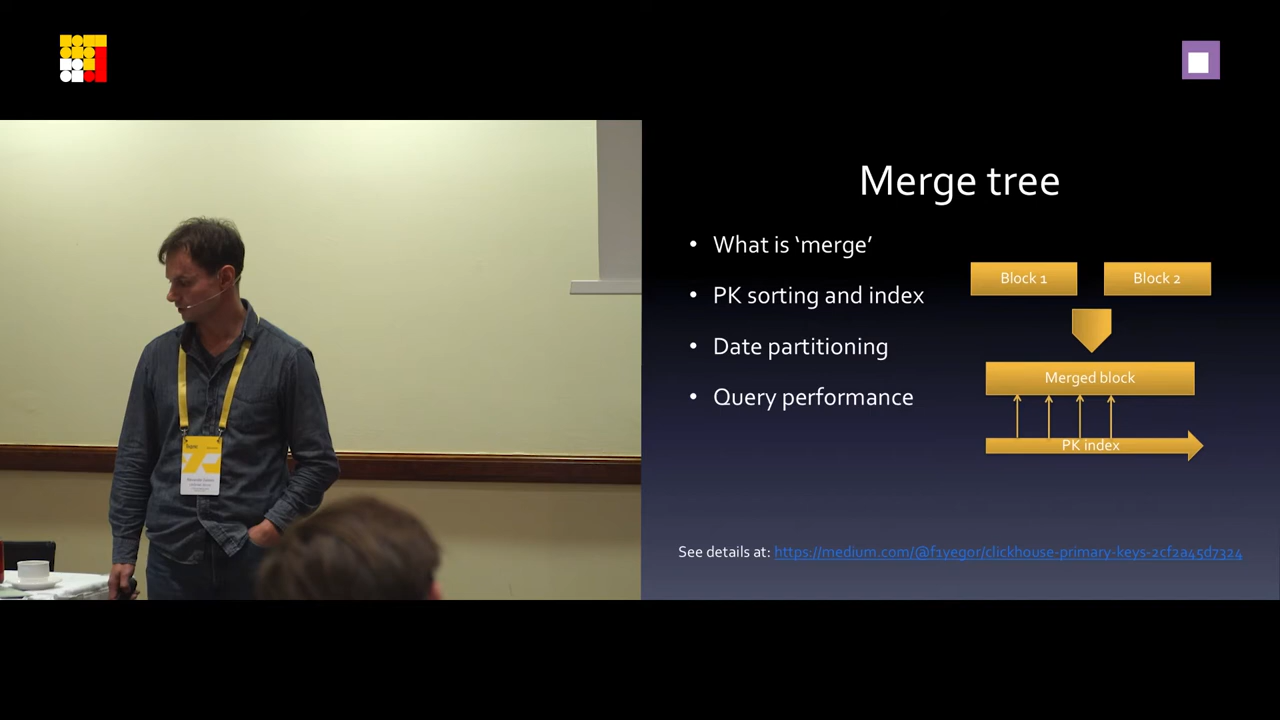 Merge tree
• What is ‘merge’
• PK sorting and index
• Date partitioning
• Query performance
Block 1
Block 2
Merged block
PK index
See details at: https://medium.com/@f1yegor/clickhouse-primary-keys-2cf2a45d7324